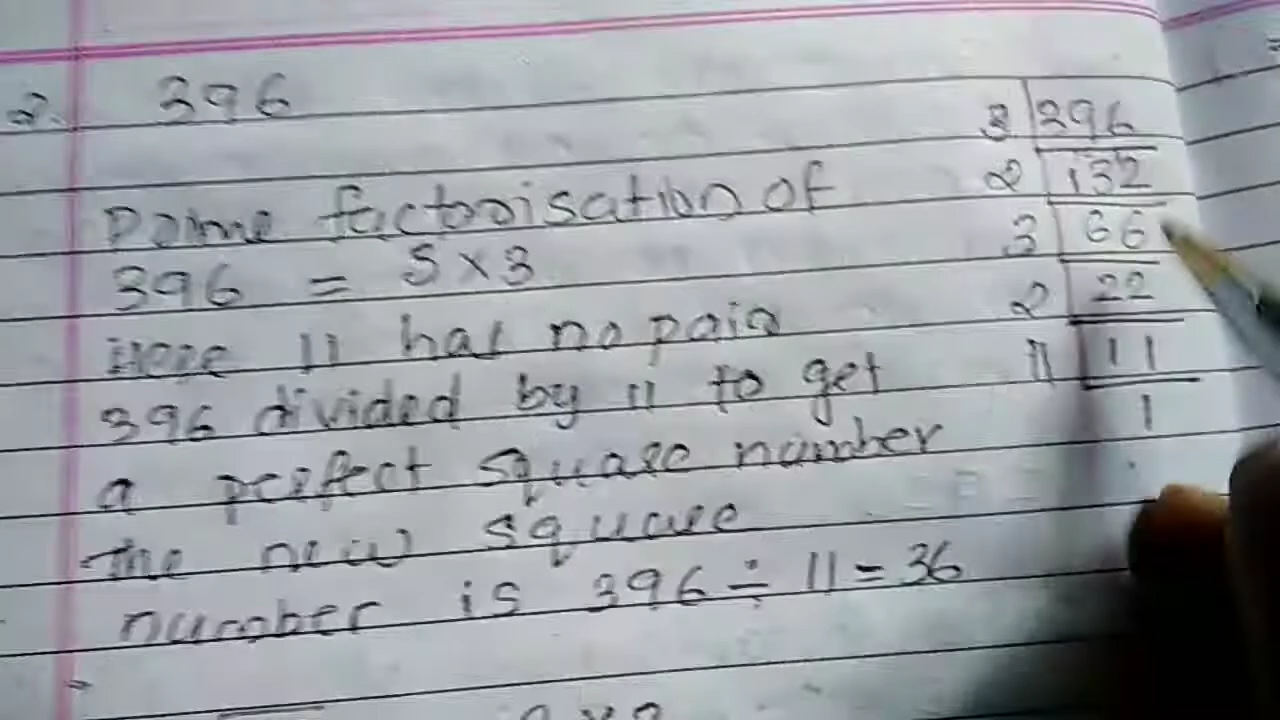 2. 396
Prime factorisation of
396 = 5 × 3
Here 11 has no pair
396 divided by 11 to get
a perfect square number
The new square
number is 396 ÷ 11 = 36
3 296
2 132
3 66
2 22
11 11
1